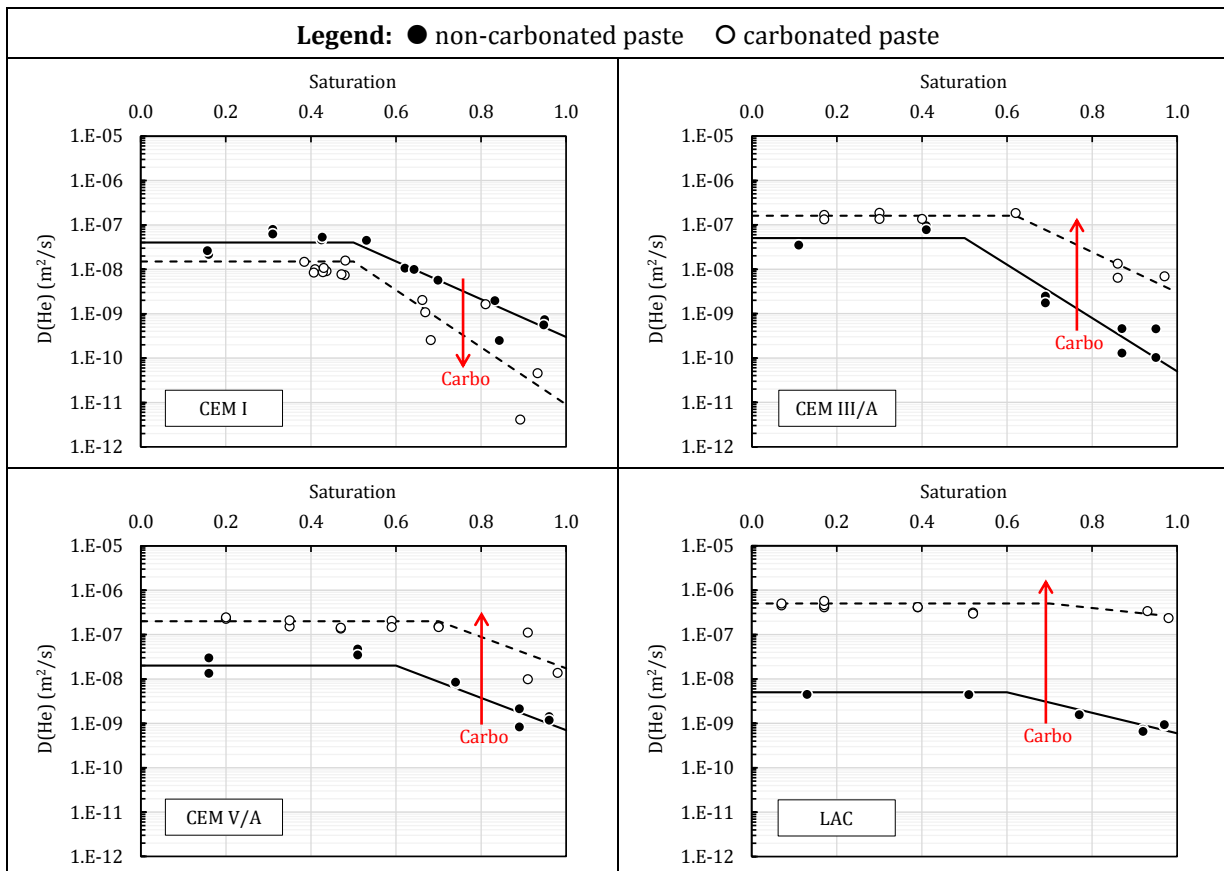 Legend: ● non-carbonated paste ○ carbonated paste
Saturation
0.0 0.2 0.4 0.6 0.8 1.0
1.E-05
1.E-06
1.E-07
1.E-08
1.E-09
1.E-10
1.E-11
1.E-12
D(He) (m²/s)
Carbo
CEM I
Saturation
0.0 0.2 0.4 0.6 0.8 1.0
1.E-05
1.E-06
1.E-07
1.E-08
1.E-09
1.E-10
1.E-11
1.E-12
D(He) (m²/s)
Carbo
CEM III/A
Saturation
0.0 0.2 0.4 0.6 0.8 1.0
1.E-05
1.E-06
1.E-07
1.E-08
1.E-09
1.E-10
1.E-11
1.E-12
D(He) (m²/s)
Carbo
CEM V/A
Saturation
0.0 0.2 0.4 0.6 0.8 1.0
1.E-05
1.E-06
1.E-07
1.E-08
1.E-09
1.E-10
1.E-11
1.E-12
D(He) (m²/s)
Carbo
LAC